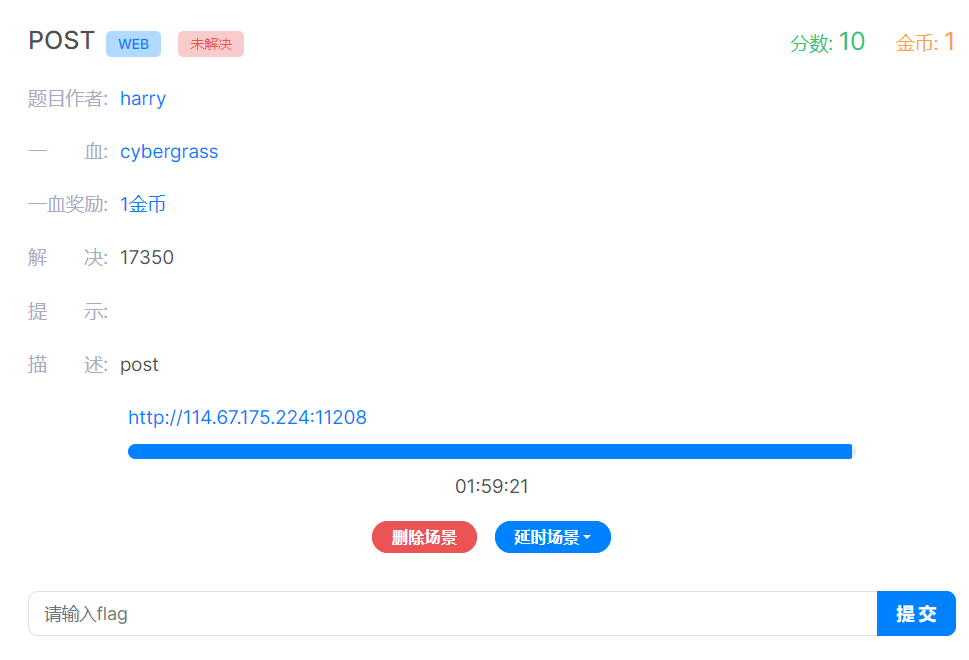 POST WEB 未解决 分数: 10 金币: 1
题目作者: harry
一 血: cybergrass
一血奖励: 1金币
解 决: 17350
提 示:
描 述: post
http://114.67.175.224:11208
01:59:21
删除场景 延时场景
请输入flag 提交